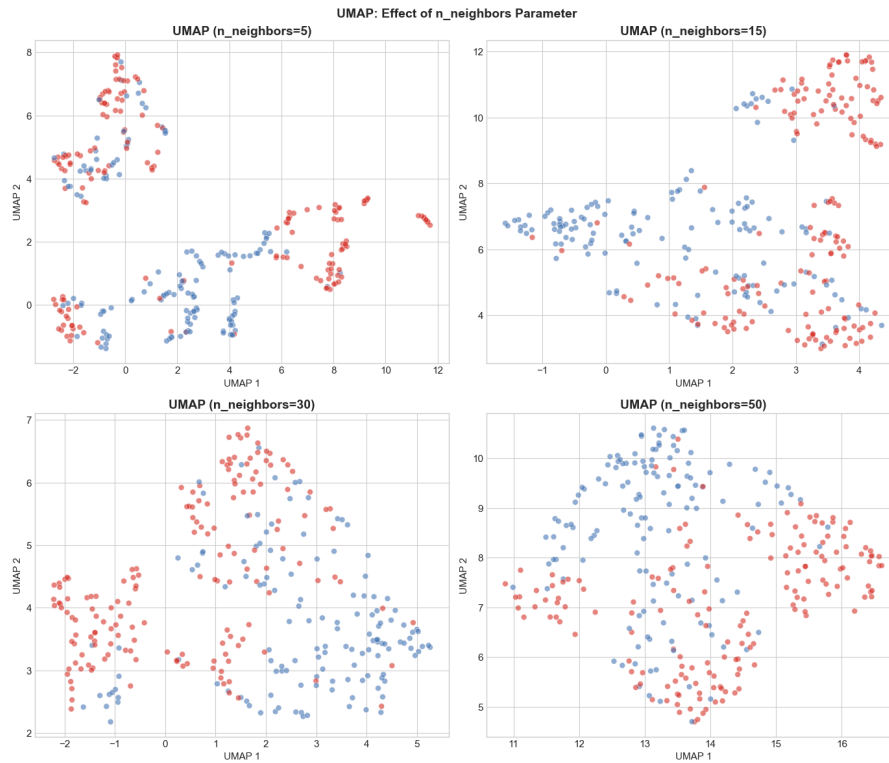 UMAP: Effect of n_neighbors Parameter
UMAP (n_neighbors=5)
8
6
4
2
0
UMAP 2
−2 0 2 4 6 8 10 12
UMAP 1
UMAP (n_neighbors=15)
12
10
8
6
4
UMAP 2
−1 0 1 2 3 4
UMAP 1
UMAP (n_neighbors=30)
7
6
5
4
3
2
UMAP 2
−2 −1 0 1 2 3 4 5
UMAP 1
UMAP (n_neighbors=50)
10
9
8
7
6
5
UMAP 2
11 12 13 14 15 16
UMAP 1